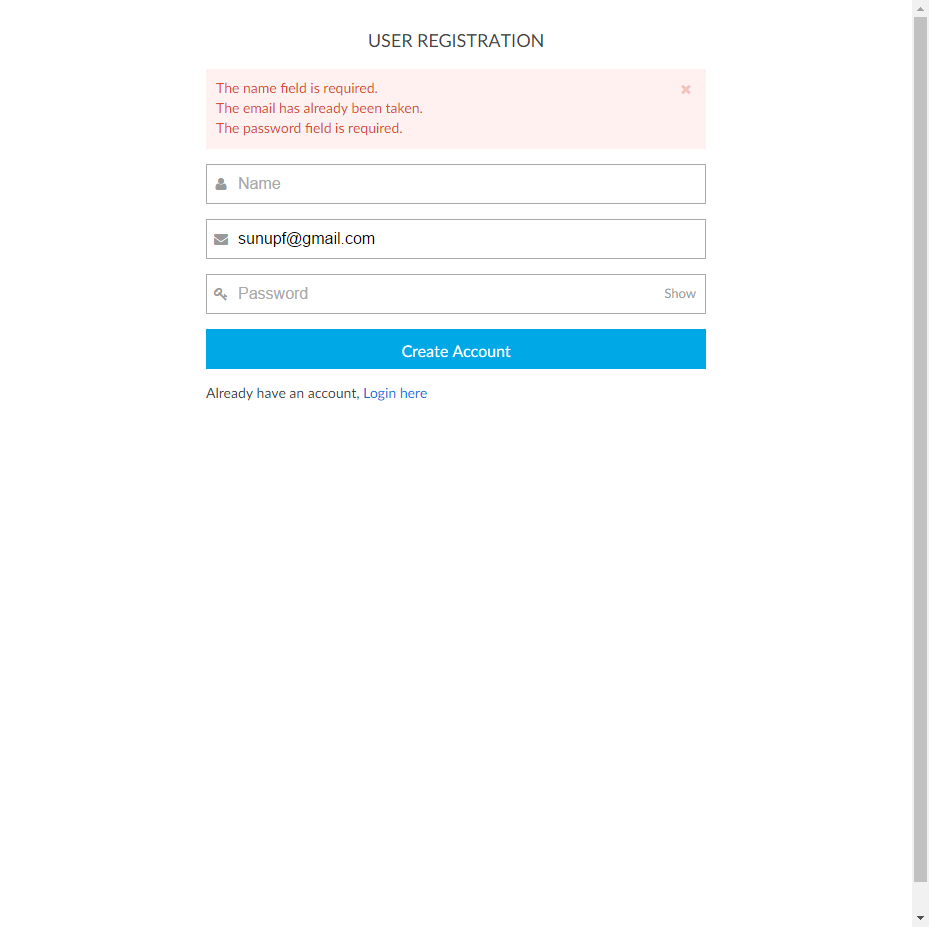 USER REGISTRATION
The name field is required.
The email has already been taken.
The password field is required.
Name
sunupf@gmail.com
Password Show
Create Account
Already have an account, Login here